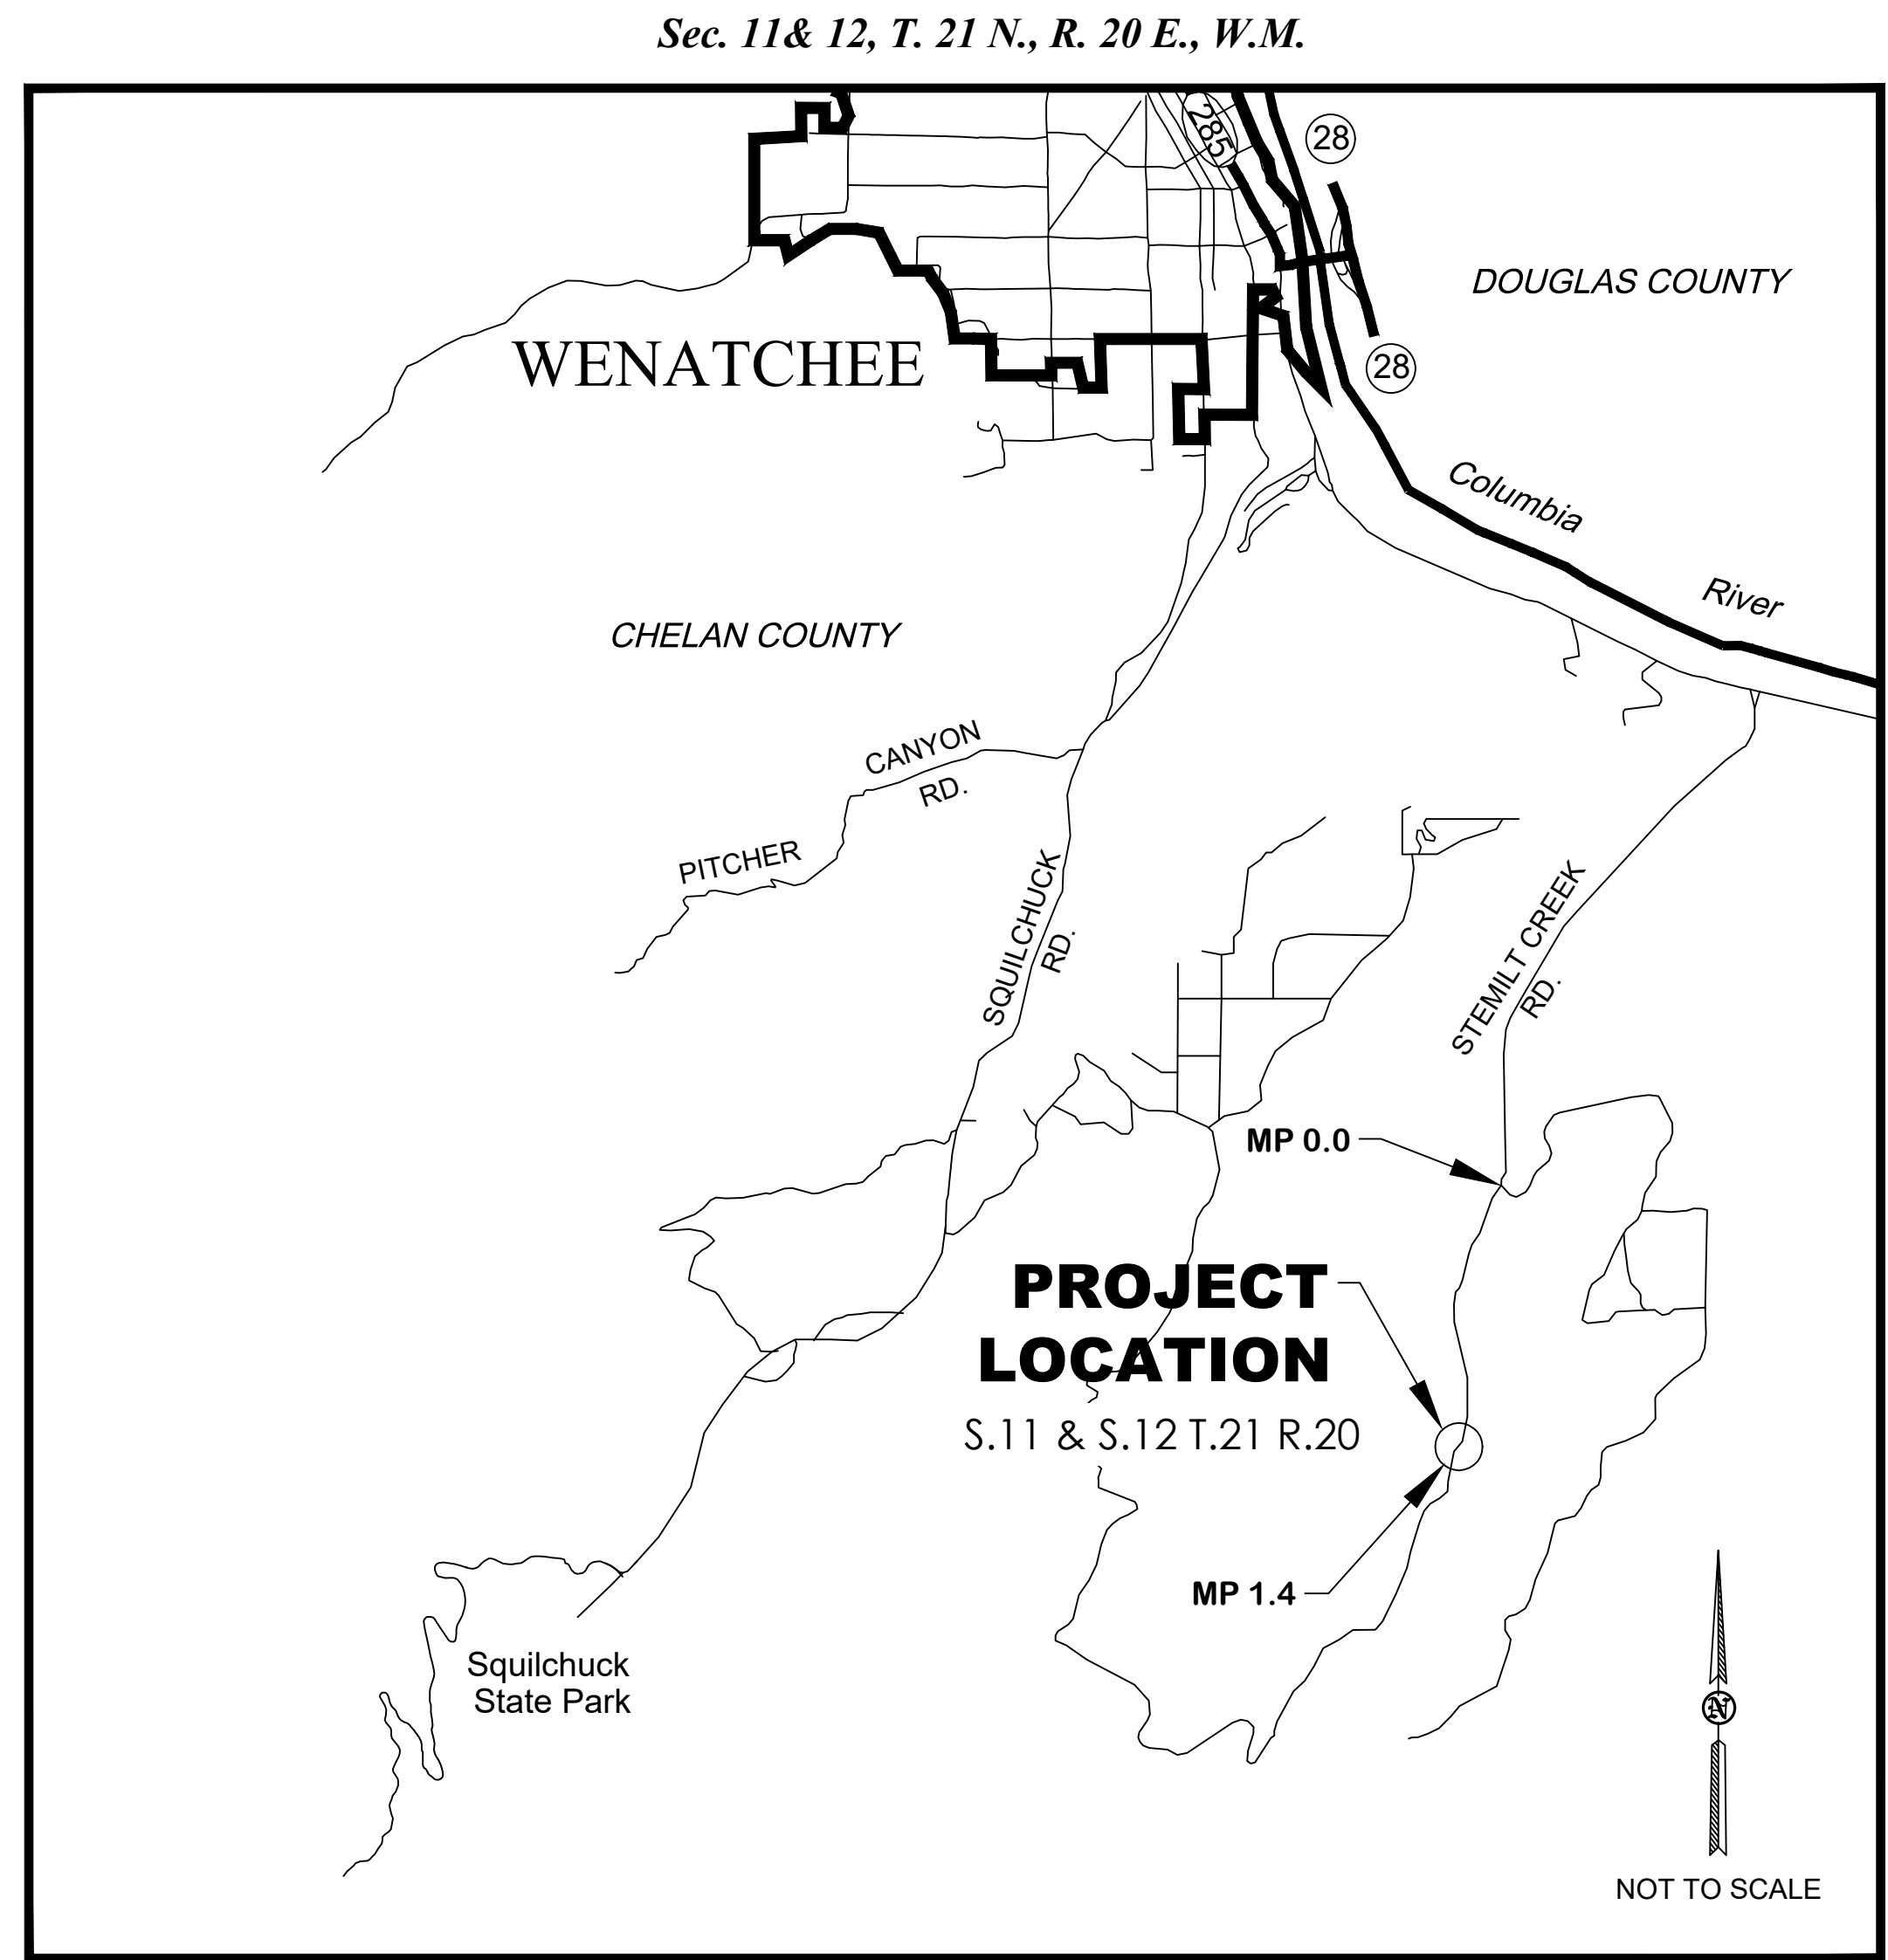 Sec. 11& 12, T. 21 N., R. 20 E., W.M.
28
285
DOUGLAS COUNTY
WENATCHEE
28
Columbia
River
CHELAN COUNTY
CANYON
RD.
PITCHER
SQUILCHUCK
RD.
STEMILT CREEK
RD.
MP 0.0
PROJECT
LOCATION
S.11 & S.12 T.21 R.20
MP 1.4
Squilchuck
State Park
N
NOT TO SCALE